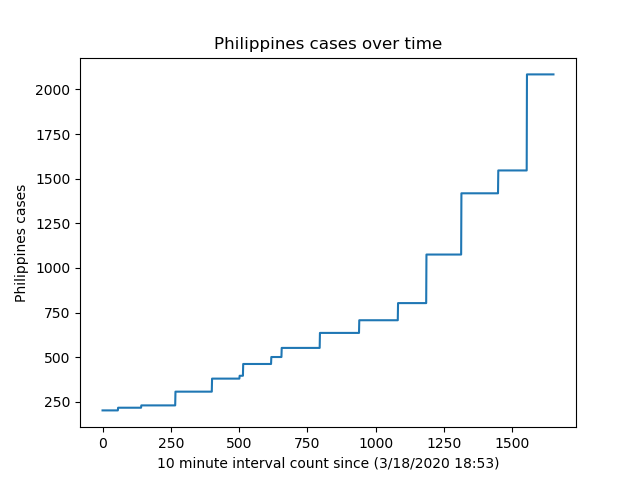 Philippines cases over time
Philippines cases
2000
1750
1500
1250
1000
750
500
250
0 250 500 750 1000 1250 1500
10 minute interval count since (3/18/2020 18:53)